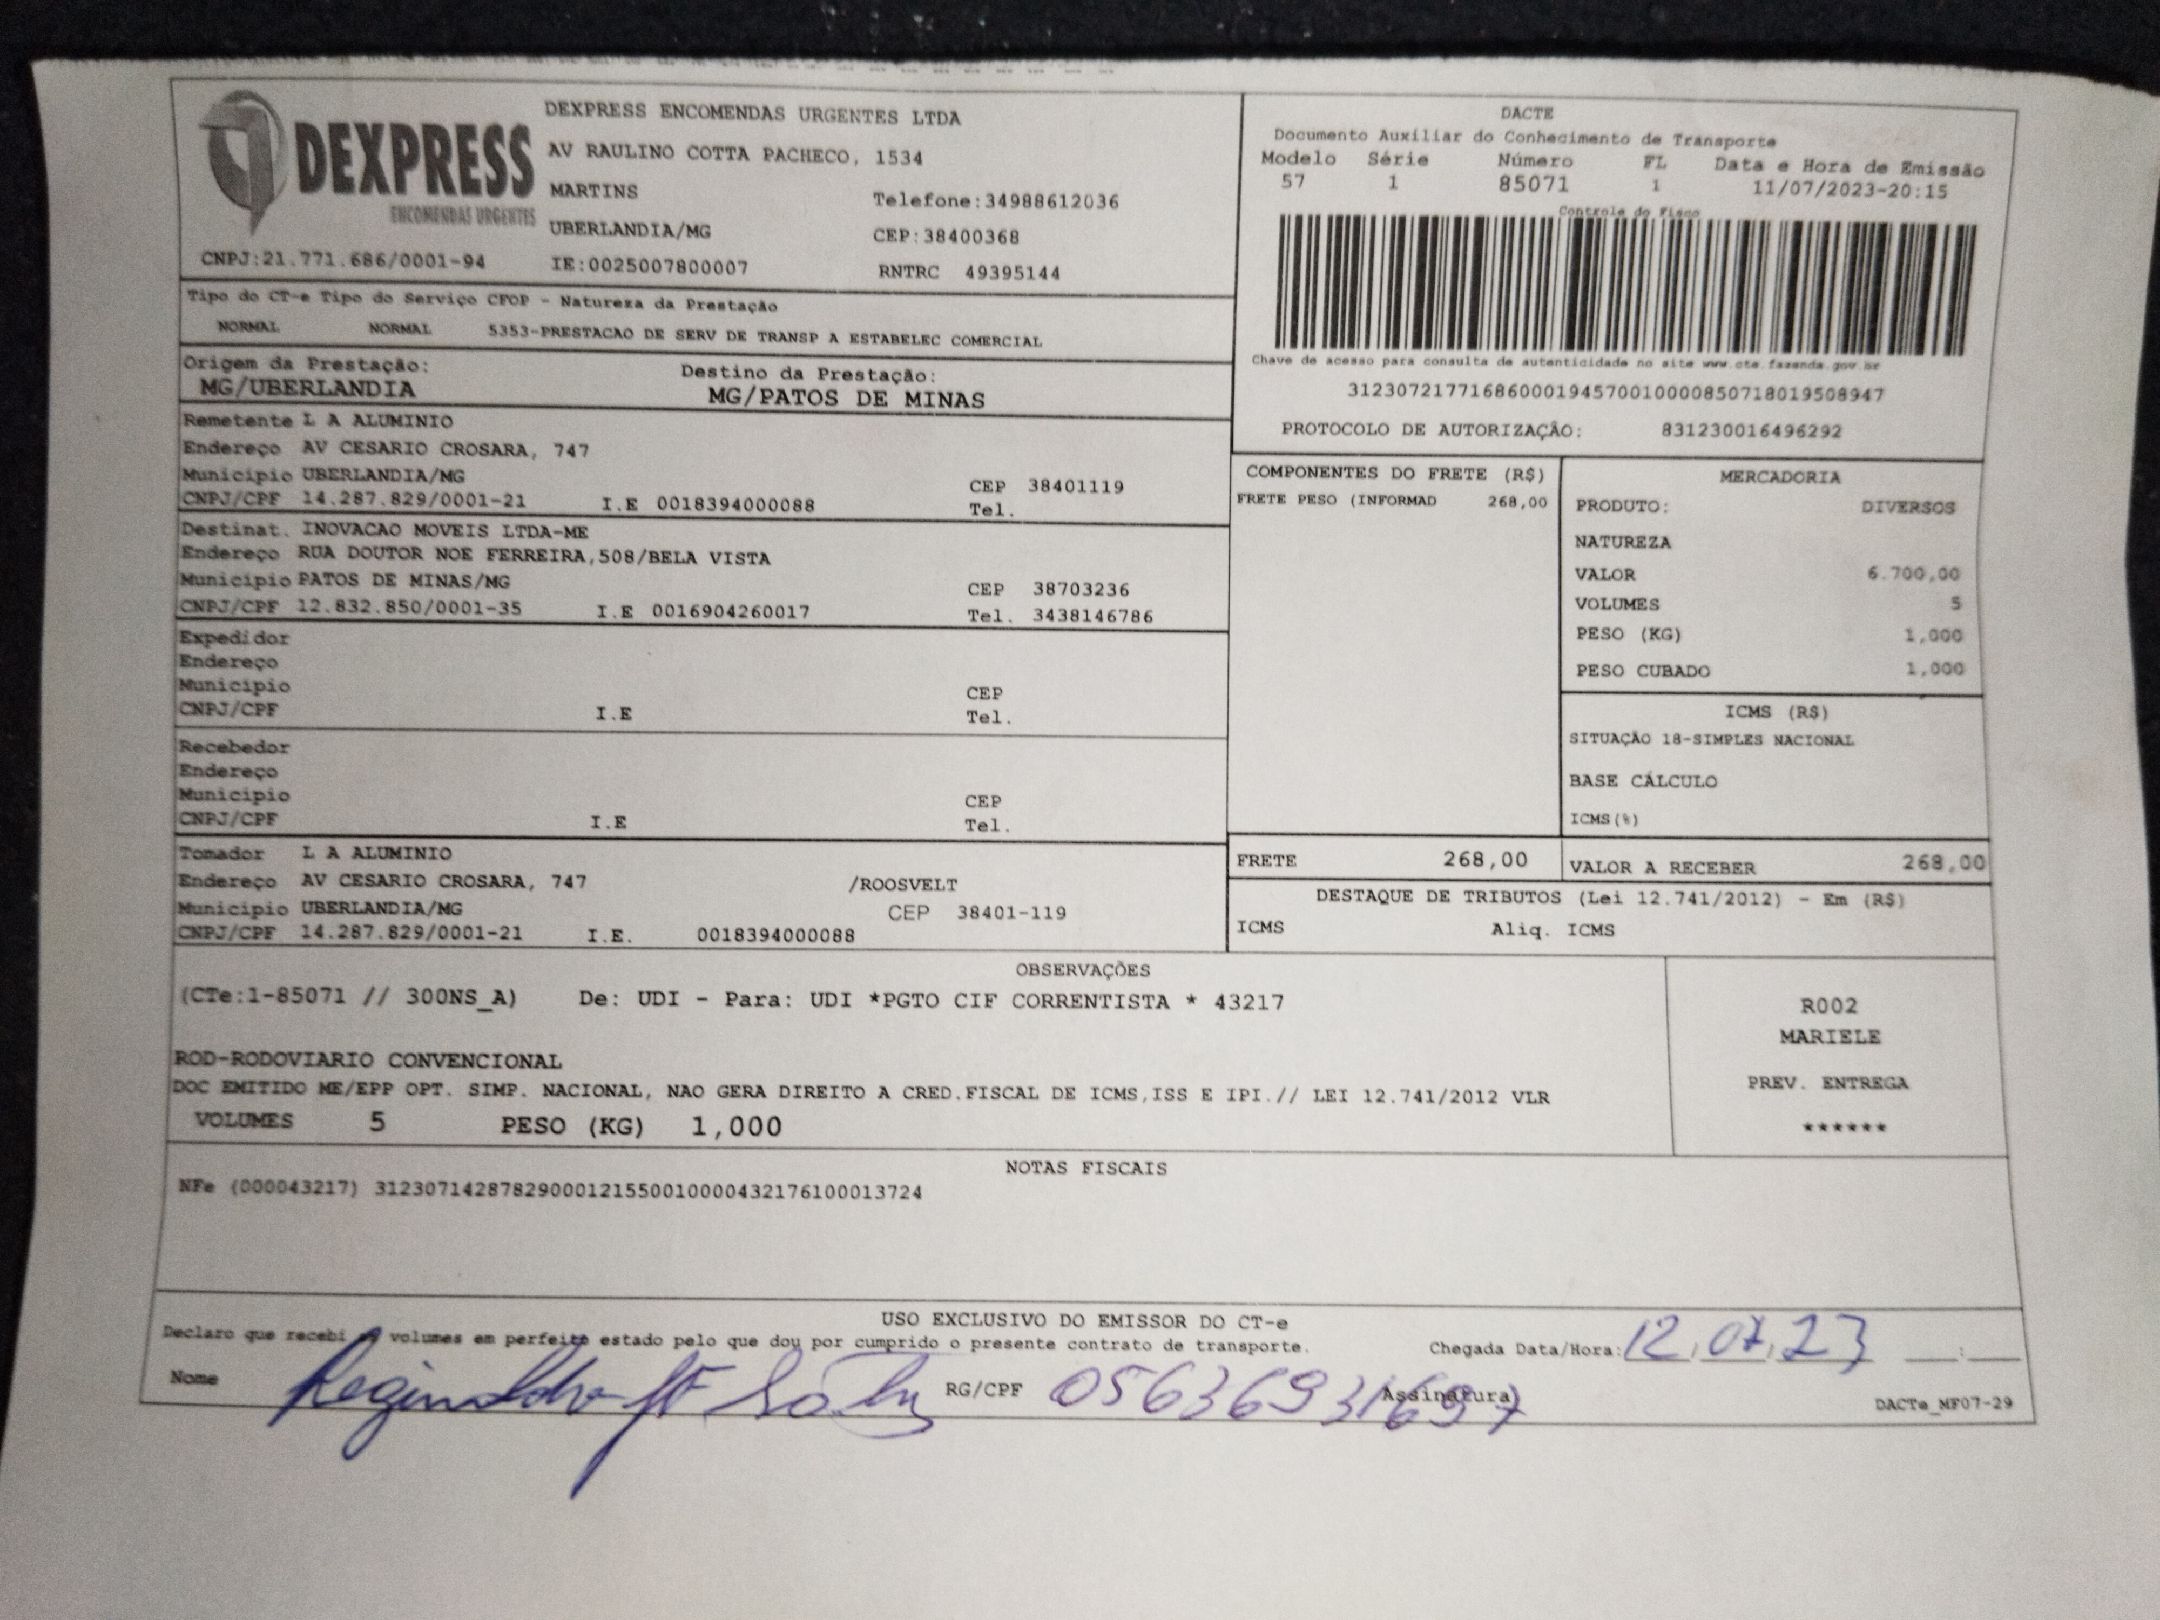 DEXPRESS
ENCOMENDAS URGENTES
DEXPRESS ENCOMENDAS URGENTES LTDA
AV RAULINO COTTA PACHECO, 1534
MARTINS Telefone:34988612036
UBERLANDIA/MG CEP:38400368
CNPJ:21.771.686/0001-94 IE:0025007800007 RNTRC 49395144
DACTE
Documento Auxiliar do Conhecimento de Transporte
Modelo Série Número FL Data e Hora de Emissão
57 1 85071 1 11/07/2023-20:15
Controle do Fisco
Chave de acesso para consulta de autenticidade no site www.cte.fazenda.gov.br
31230721771686000194570010000850718019508947
PROTOCOLO DE AUTORIZAÇÃO: 831230016496292
Tipo do CT-e Tipo do Serviço CFOP - Natureza da Prestação
NORMAL NORMAL 5353-PRESTACAO DE SERV DE TRANSP A ESTABELEC COMERCIAL
Origem da Prestação: Destino da Prestação:
MG/UBERLANDIA MG/PATOS DE MINAS
Remetente L A ALUMINIO
Endereço AV CESARIO CROSARA, 747
Município UBERLANDIA/MG CEP 38401119
CNPJ/CPF 14.287.829/0001-21 I.E 0018394000088 Tel.
Destinat. INOVACAO MOVEIS LTDA-ME
Endereço RUA DOUTOR NOE FERREIRA,508/BELA VISTA
Município PATOS DE MINAS/MG CEP 38703236
CNPJ/CPF 12.832.850/0001-35 I.E 0016904260017 Tel. 3438146786
Expedidor
Endereço
Município CEP
CNPJ/CPF I.E Tel.
Recebedor
Endereço
Município CEP
CNPJ/CPF I.E Tel.
Tomador L A ALUMINIO
Endereço AV CESARIO CROSARA, 747 /ROOSVELT
Município UBERLANDIA/MG CEP 38401-119
CNPJ/CPF 14.287.829/0001-21 I.E. 0018394000088
COMPONENTES DO FRETE (R$)
FRETE PESO (INFORMAD 268,00
MERCADORIA
PRODUTO: DIVERSOS
NATUREZA
VALOR 6.700,00
VOLUMES 5
PESO (KG) 1,000
PESO CUBADO 1,000
ICMS (R$)
SITUAÇÃO 18-SIMPLES NACIONAL
BASE CÁLCULO
ICMS(%)
FRETE 268,00 VALOR A RECEBER 268,00
DESTAQUE DE TRIBUTOS (Lei 12.741/2012) - Em (R$)
ICMS Aliq. ICMS
OBSERVAÇÕES
(CTe:1-85071 // 300NS_A) De: UDI - Para: UDI *PGTO CIF CORRENTISTA * 43217
ROD-RODOVIARIO CONVENCIONAL
DOC EMITIDO ME/EPP OPT. SIMP. NACIONAL, NAO GERA DIREITO A CRED.FISCAL DE ICMS,ISS E IPI.// LEI 12.741/2012 VLR
VOLUMES 5 PESO (KG) 1,000
R002
MARIELE
PREV. ENTREGA
******
NOTAS FISCAIS
NFe (000043217) 31230714287829000121550010000432176100013724
USO EXCLUSIVO DO EMISSOR DO CT-e
Declaro que recebi volumes em perfeito estado pelo que dou por cumprido o presente contrato de transporte. Chegada Data/Hora: 12.07.23 __:__
Nome Reginaldo RG/CPF 05636931697 Assinatura
DACTe_MF07-29